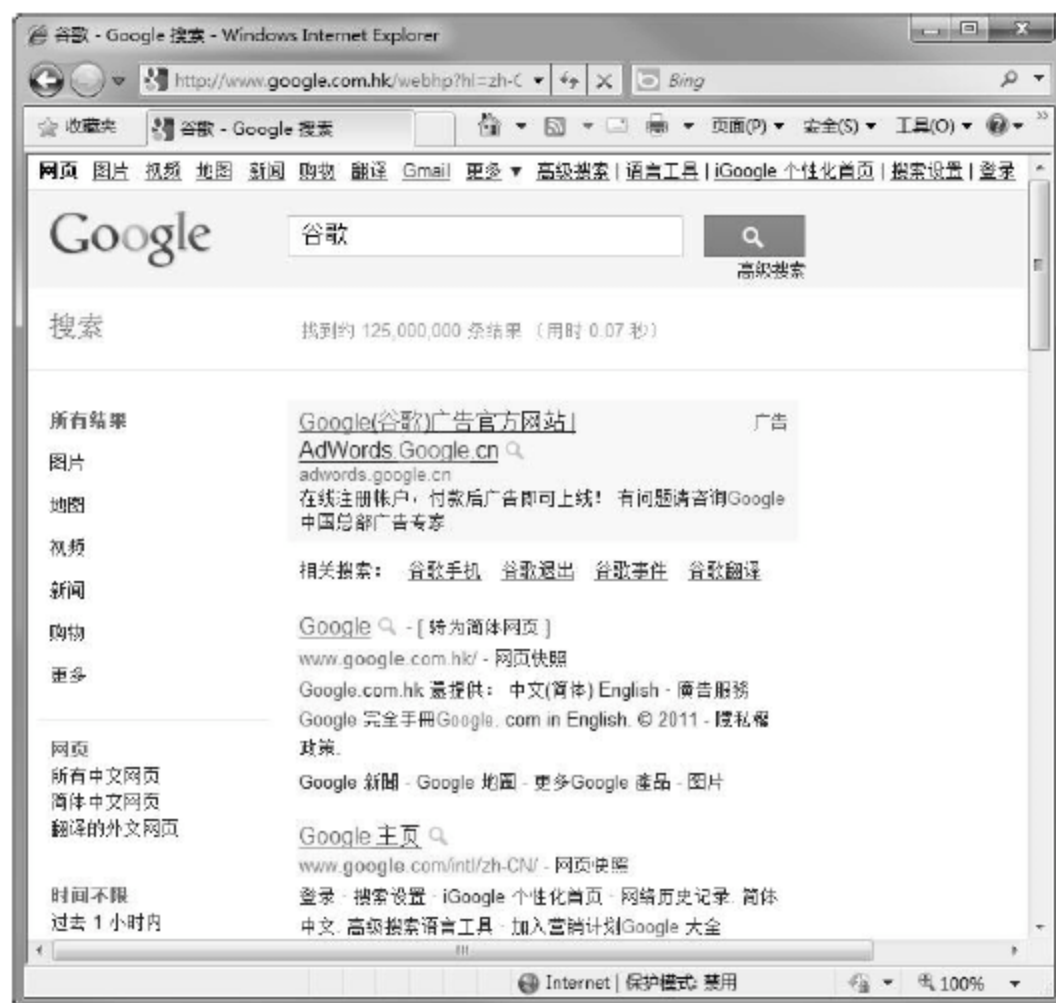 谷歌 - Google 搜索 - Windows Internet Explorer
http://www.google.com.hk/webhp?hl=zh-C Bing
收藏夹 谷歌 - Google 搜索 页面(P) 安全(S) 工具(O)
网页 图片 视频 地图 新闻 购物 翻译 Gmail 更多 ▼ 高级搜索 | 语言工具 | iGoogle 个性化首页 | 搜索设置 | 登录
Google 谷歌
高级搜索
搜索 找到约 125,000,000 条结果 （用时 0.07 秒）
所有结果
图片
地图
视频
新闻
购物
更多
网页
所有中文网页
简体中文网页
翻译的外文网页
时间不限
过去 1 小时内
Google(谷歌)广告官方网站 | 广告
AdWords.Google.cn
adwords.google.cn
在线注册帐户，付款后广告即可上线！ 有问题请咨询Google
中国总部广告专家
相关搜索： 谷歌手机 谷歌退出 谷歌事件 谷歌翻译
Google - [ 转为简体网页 ]
www.google.com.hk/ - 网页快照
Google.com.hk 還提供： 中文(简体) English - 廣告服務
Google 完全手冊Google. com in English. © 2011 - 隱私權
政策.
Google 新聞 - Google 地圖 - 更多Google 產品 - 图片
Google 主页
www.google.com/intl/zh-CN/ - 网页快照
登录 - 搜索设置 - iGoogle 个性化首页 - 网络历史记录. 简体
中文. 高级搜索语言工具 - 加入营销计划Google 大全
Internet | 保护模式: 禁用 100%